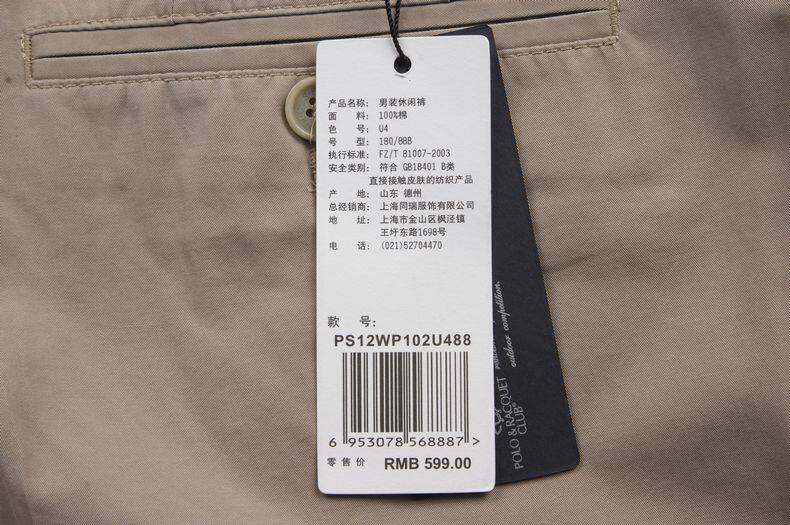 产品名称: 男装休闲裤
面 料: 100%棉
色 号: U4
号 型: 180/88B
执行标准: FZ/T 81007-2003
安全类别: 符合 GB18401 B类
直接接触皮肤的纺织产品
产 地: 山东 德州
总经销商: 上海同瑞服饰有限公司
地 址: 上海市金山区枫泾镇
王圩东路1698号
电 话: (021)52704470
款 号:
PS12WP102U488
6 953078 568887 >
零售价 RMB 599.00
outdoor competition.
POLO & RACQUET
CLUB®